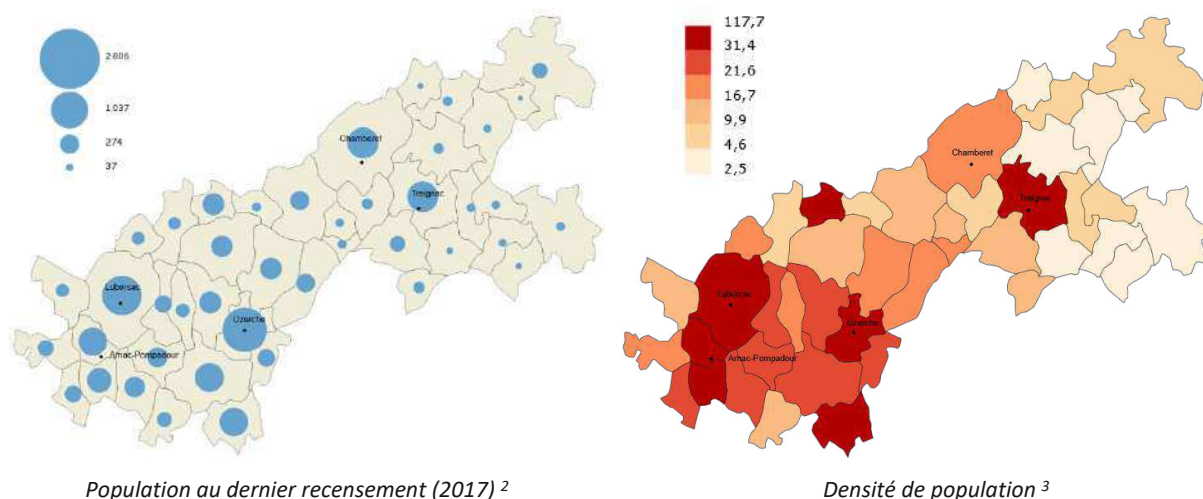 2 806
1 037
274
37
Chamberet
Treignac
Lubersac
Uzerche
Arnac-Pompadour
Population au dernier recensement (2017) ²
117,7
31,4
21,6
16,7
9,9
4,6
2,5
Chamberet
Treignac
Lubersac
Uzerche
Arnac-Pompadour
Densité de population ³